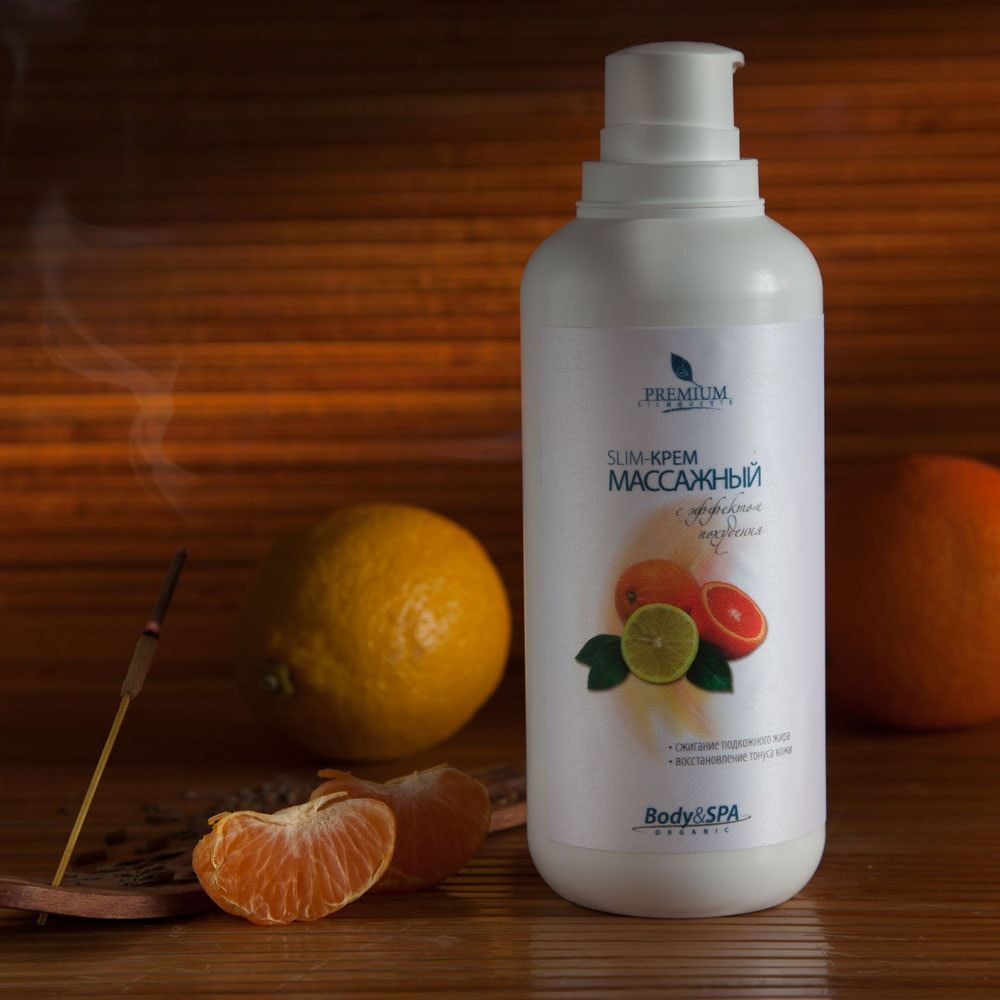 PREMIUM
SILHOUETTE
SLIM-КРЕМ
МАССАЖНЫЙ
с эффектом
похудения
• сжигание подкожного жира
• восстановление тонуса кожи
Body&SPA
ORGANIC